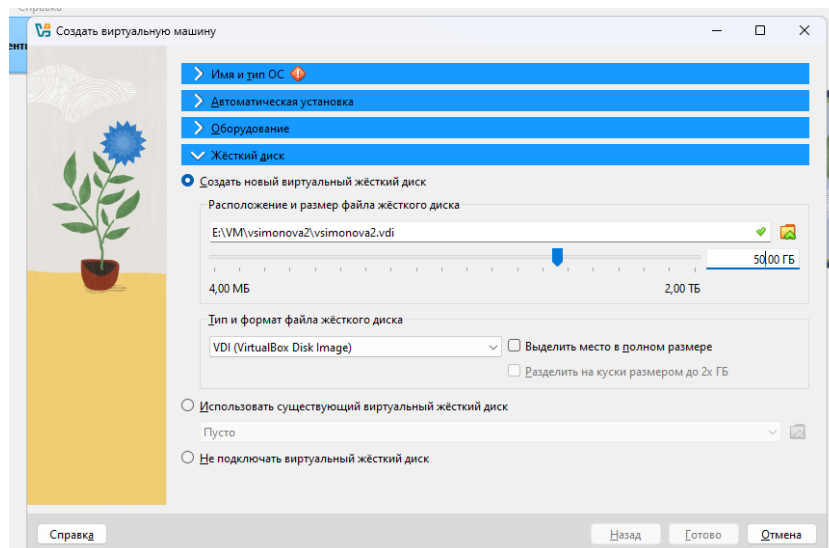 Справка
Создать виртуальную машину
Имя и тип ОС
Автоматическая установка
Оборудование
Жёсткий диск
Создать новый виртуальный жёсткий диск
Расположение и размер файла жёсткого диска
E:\VM\vsimonova2\vsimonova2.vdi
50,00 ГБ
4,00 МБ 2,00 ТБ
Тип и формат файла жёсткого диска
VDI (VirtualBox Disk Image) Выделить место в полном размере
Разделить на куски размером до 2х ГБ
Использовать существующий виртуальный жёсткий диск
Пусто
Не подключать виртуальный жёсткий диск
Справка Назад Готово Отмена